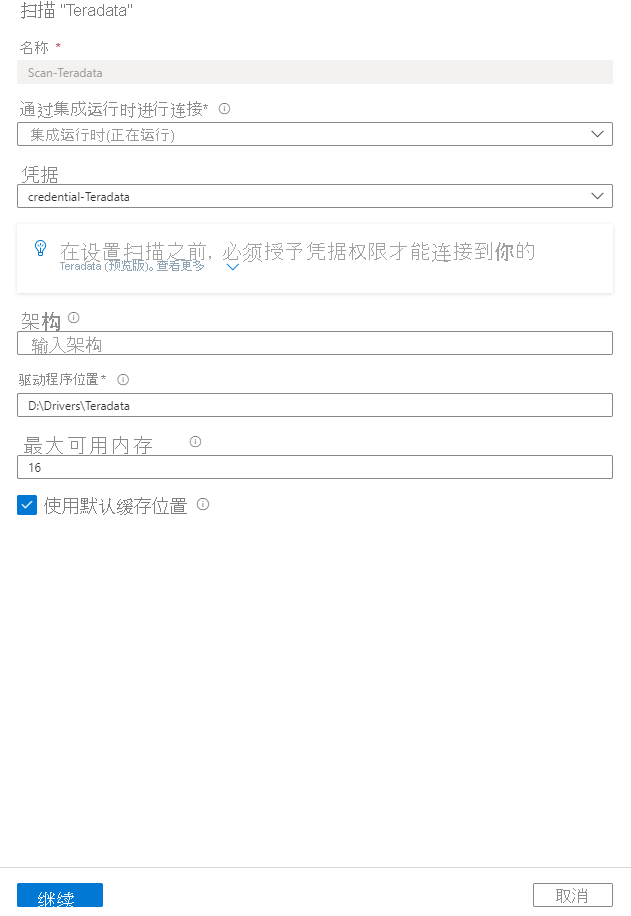 扫描 "Teradata"
名称 *
Scan-Teradata
通过集成运行时进行连接*
集成运行时(正在运行)
凭据
credential-Teradata
在设置扫描之前, 必须授予凭据权限才能连接到你的
Teradata (预览版)。查看更多
架构
输入架构
驱动程序位置*
D:\Drivers\Teradata
最大可用内存
16
使用默认缓存位置
继续
取消